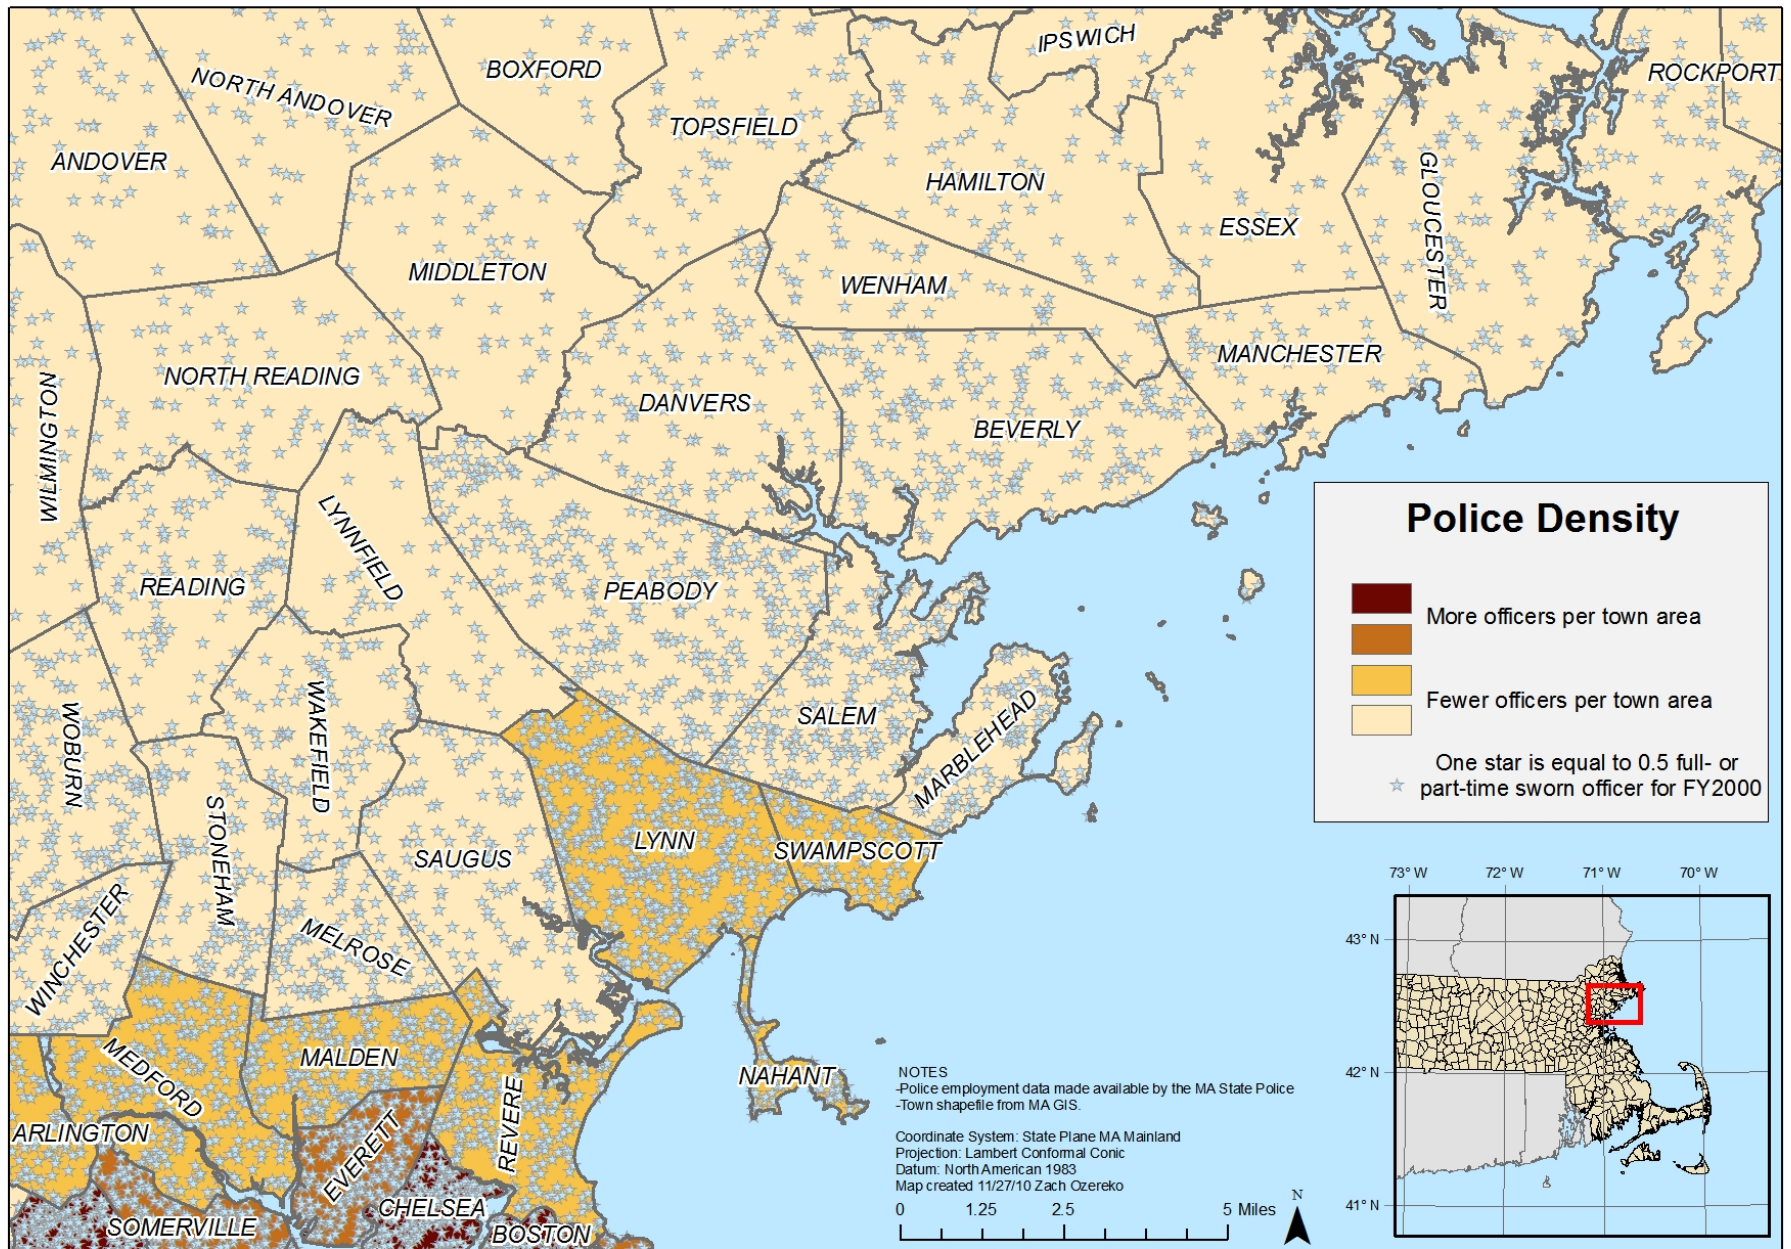 IPSWICH
BOXFORD
ROCKPORT
NORTH ANDOVER
TOPSFIELD
ANDOVER
HAMILTON
GLOUCESTER
ESSEX
MIDDLETON
WENHAM
MANCHESTER
NORTH READING
DANVERS
BEVERLY
WILMINGTON
LYNNFIELD
READING
PEABODY
WAKEFIELD
SALEM
MARBLEHEAD
WOBURN
STONEHAM
LYNN
SWAMPSCOTT
SAUGUS
WINCHESTER
MELROSE
MALDEN
MEDFORD
NAHANT
REVERE
ARLINGTON
EVERETT
CHELSEA
SOMERVILLE
BOSTON
Police Density
More officers per town area
Fewer officers per town area
One star is equal to 0.5 full- or
part-time sworn officer for FY2000
73° W 72° W 71° W 70° W
43° N
42° N
41° N
NOTES
-Police employment data made available by the MA State Police
-Town shapefile from MA GIS.
Coordinate System: State Plane MA Mainland
Projection: Lambert Conformal Conic
Datum: North American 1983
Map created 11/27/10 Zach Ozereko
0 1.25 2.5 5 Miles
N